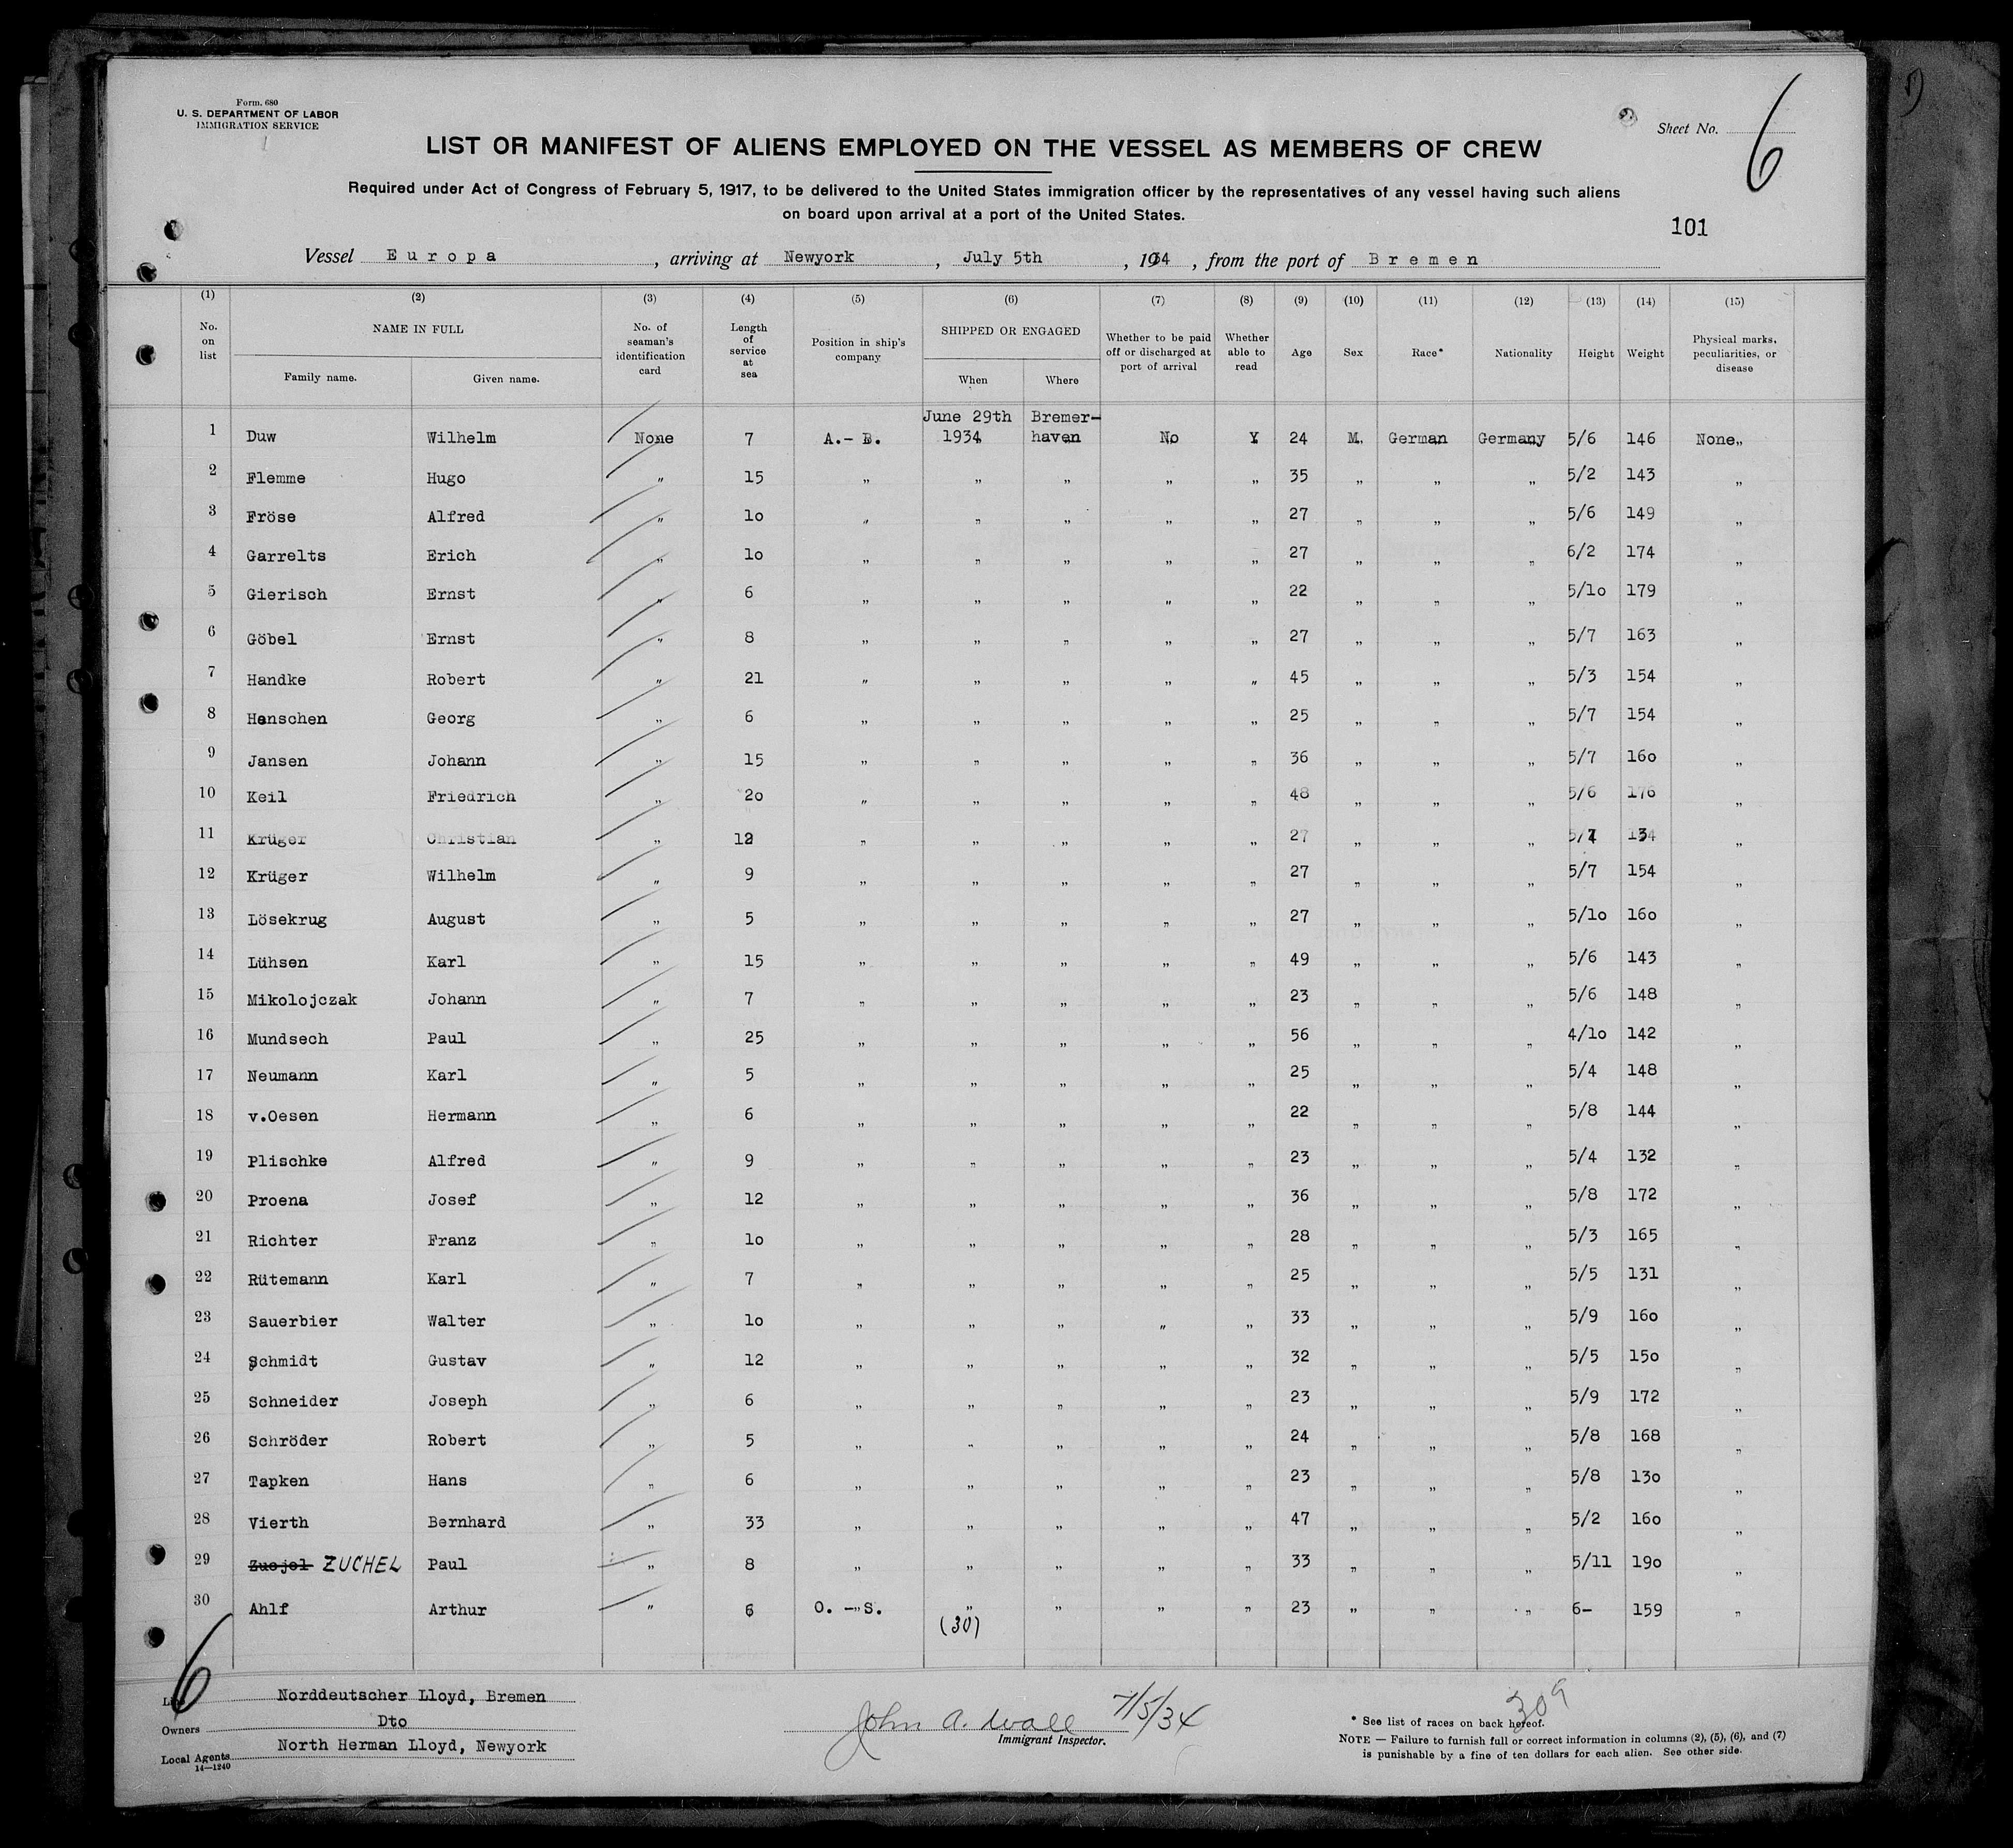 Form. 680
U. S. DEPARTMENT OF LABOR
IMMIGRATION SERVICE
Sheet No. 6
LIST OR MANIFEST OF ALIENS EMPLOYED ON THE VESSEL AS MEMBERS OF CREW
Required under Act of Congress of February 5, 1917, to be delivered to the United States immigration officer by the representatives of any vessel having such aliens
on board upon arrival at a port of the United States.
101
Vessel Europa, arriving at Newyork, July 5th, 1934, from the port of Bremen
(1) (2) (3) (4) (5) (6) (7) (8) (9) (10) (11) (12) (13) (14) (15)
No. on list NAME IN FULL Family name. Given name. No. of seaman's identification card Length of service at sea Position in ship's company SHIPPED OR ENGAGED When Where Whether to be paid off or discharged at port of arrival Whether able to read Age Sex Race* Nationality Height Weight Physical marks, peculiarities, or disease
June 29th Bremer-
1 Duw Wilhelm None 7 A.- B. 1934 haven No Y 24 M. German Germany 5/6 146 None„
2 Flemme Hugo „ 15 „ „ „ „ „ 35 „ „ „ 5/2 143 „
3 Fröse Alfred „ 1o „ „ „ „ „ 27 „ „ „ 5/6 149 „
4 Garrelts Erich „ 1o „ „ „ „ „ 27 „ „ „ 6/2 174 „
5 Gierisch Ernst „ 6 „ „ „ „ „ 22 „ „ „ 5/1o 179 „
6 Göbel Ernst „ 8 „ „ „ „ „ 27 „ „ „ 5/7 163 „
7 Handke Robert „ 21 „ „ „ „ „ 45 „ „ „ 5/3 154 „
8 Henschen Georg „ 6 „ „ „ „ „ 25 „ „ „ 5/7 154 „
9 Jansen Johann „ 15 „ „ „ „ „ 36 „ „ „ 5/7 16o „
10 Keil Friedrich „ 2o „ „ „ „ „ 48 „ „ „ 5/6 176 „
11 Krüger Christian „ 12 „ „ „ „ „ 27 „ „ „ „
12 Krüger Wilhelm „ 9 „ „ „ „ „ 27 „ „ „ 5/7 154 „
13 Lösekrug August „ 5 „ „ „ „ „ 27 „ „ „ 5/1o 16o „
14 Lühsen Karl „ 15 „ „ „ „ „ 49 „ „ „ 5/6 143 „
15 Mikolojczak Johann „ 7 „ „ „ „ „ 23 „ „ „ 5/6 148 „
16 Mundsech Paul „ 25 „ „ „ „ „ 56 „ „ „ 4/1o 142 „
17 Neumann Karl „ 5 „ „ „ „ „ 25 „ „ „ 5/4 148 „
18 v.Oesen Hermann „ 6 „ „ „ „ „ 22 „ „ „ 5/8 144 „
19 Plischke Alfred „ 9 „ „ „ „ „ 23 „ „ „ 5/4 132 „
20 Proena Josef „ 12 „ „ „ „ „ 36 „ „ „ 5/8 172 „
21 Richter Franz „ 1o „ „ „ „ „ 28 „ „ „ 5/3 165 „
22 Rütemann Karl „ 7 „ „ „ „ „ 25 „ „ „ 5/5 131 „
23 Sauerbier Walter „ 1o „ „ „ „ „ 33 „ „ „ 5/9 16o „
24 Schmidt Gustav „ 12 „ „ „ „ „ 32 „ „ „ 5/5 15o „
25 Schneider Joseph „ 6 „ „ „ „ „ 23 „ „ „ 5/9 172 „
26 Schröder Robert „ 5 „ „ „ „ „ 24 „ „ „ 5/8 168 „
27 Tapken Hans „ 6 „ „ „ „ „ 23 „ „ „ 5/8 13o „
28 Vierth Bernhard „ 33 „ „ „ „ „ 47 „ „ „ 5/2 16o „
29 Zuojol ZUCHEL Paul „ 8 „ „ „ „ „ 33 „ „ „ 5/11 19o „
30 Ahlf Arthur „ 6 O. -„S. „ „ „ „ 23 „ „ „ 6- 159 „
(30)
6
Line Norddeutscher Lloyd, Bremen
Owners Dto
Local Agents North Herman Lloyd, Newyork
14—1240
John A. Wall 7/5/34
Immigrant Inspector.
30
* See list of races on back hereof.
NOTE — Failure to furnish full or correct information in columns (2), (5), (6), and (7)
is punishable by a fine of ten dollars for each alien. See other side.